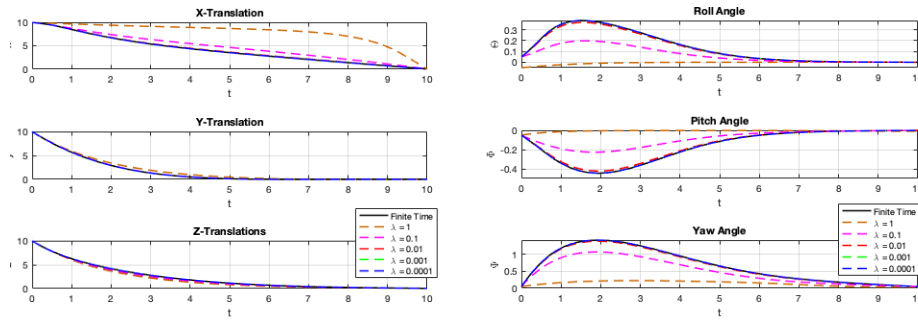 X-Translation
10
5
0
0 1 2 3 4 5 6 7 8 9 10
t
Y-Translation
10
5
0
0 1 2 3 4 5 6 7 8 9 10
t
Z-Translations
10
5
0
0 1 2 3 4 5 6 7 8 9 10
t
Finite Time
λ = 1
λ = 0.1
λ = 0.01
λ = 0.001
λ = 0.0001
Roll Angle
Θ
0.3
0.2
0.1
0
0 1 2 3 4 5 6 7 8 9 10
t
Pitch Angle
Φ
0
-0.2
-0.4
0 1 2 3 4 5 6 7 8 9 10
t
Yaw Angle
Ψ
1
0.5
0
0 1 2 3 4 5 6 7 8 9 10
t
Finite Time
λ = 1
λ = 0.1
λ = 0.01
λ = 0.001
λ = 0.0001